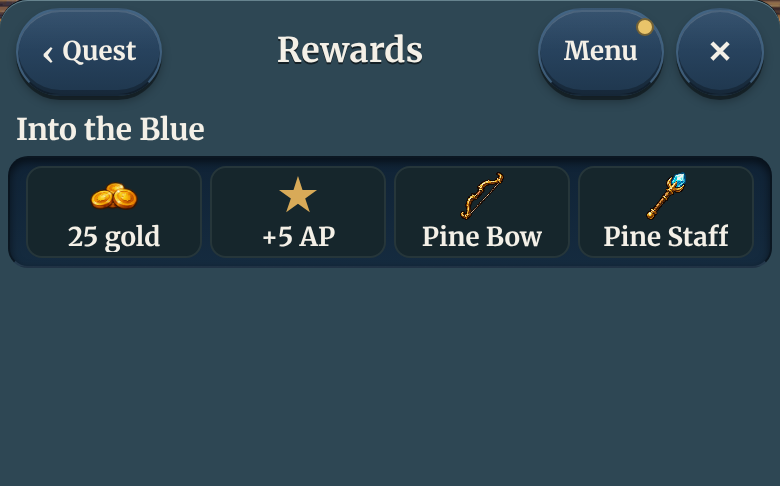 ‹ Quest
Rewards
Menu
×
Into the Blue
25 gold
+5 AP
Pine Bow
Pine Staff